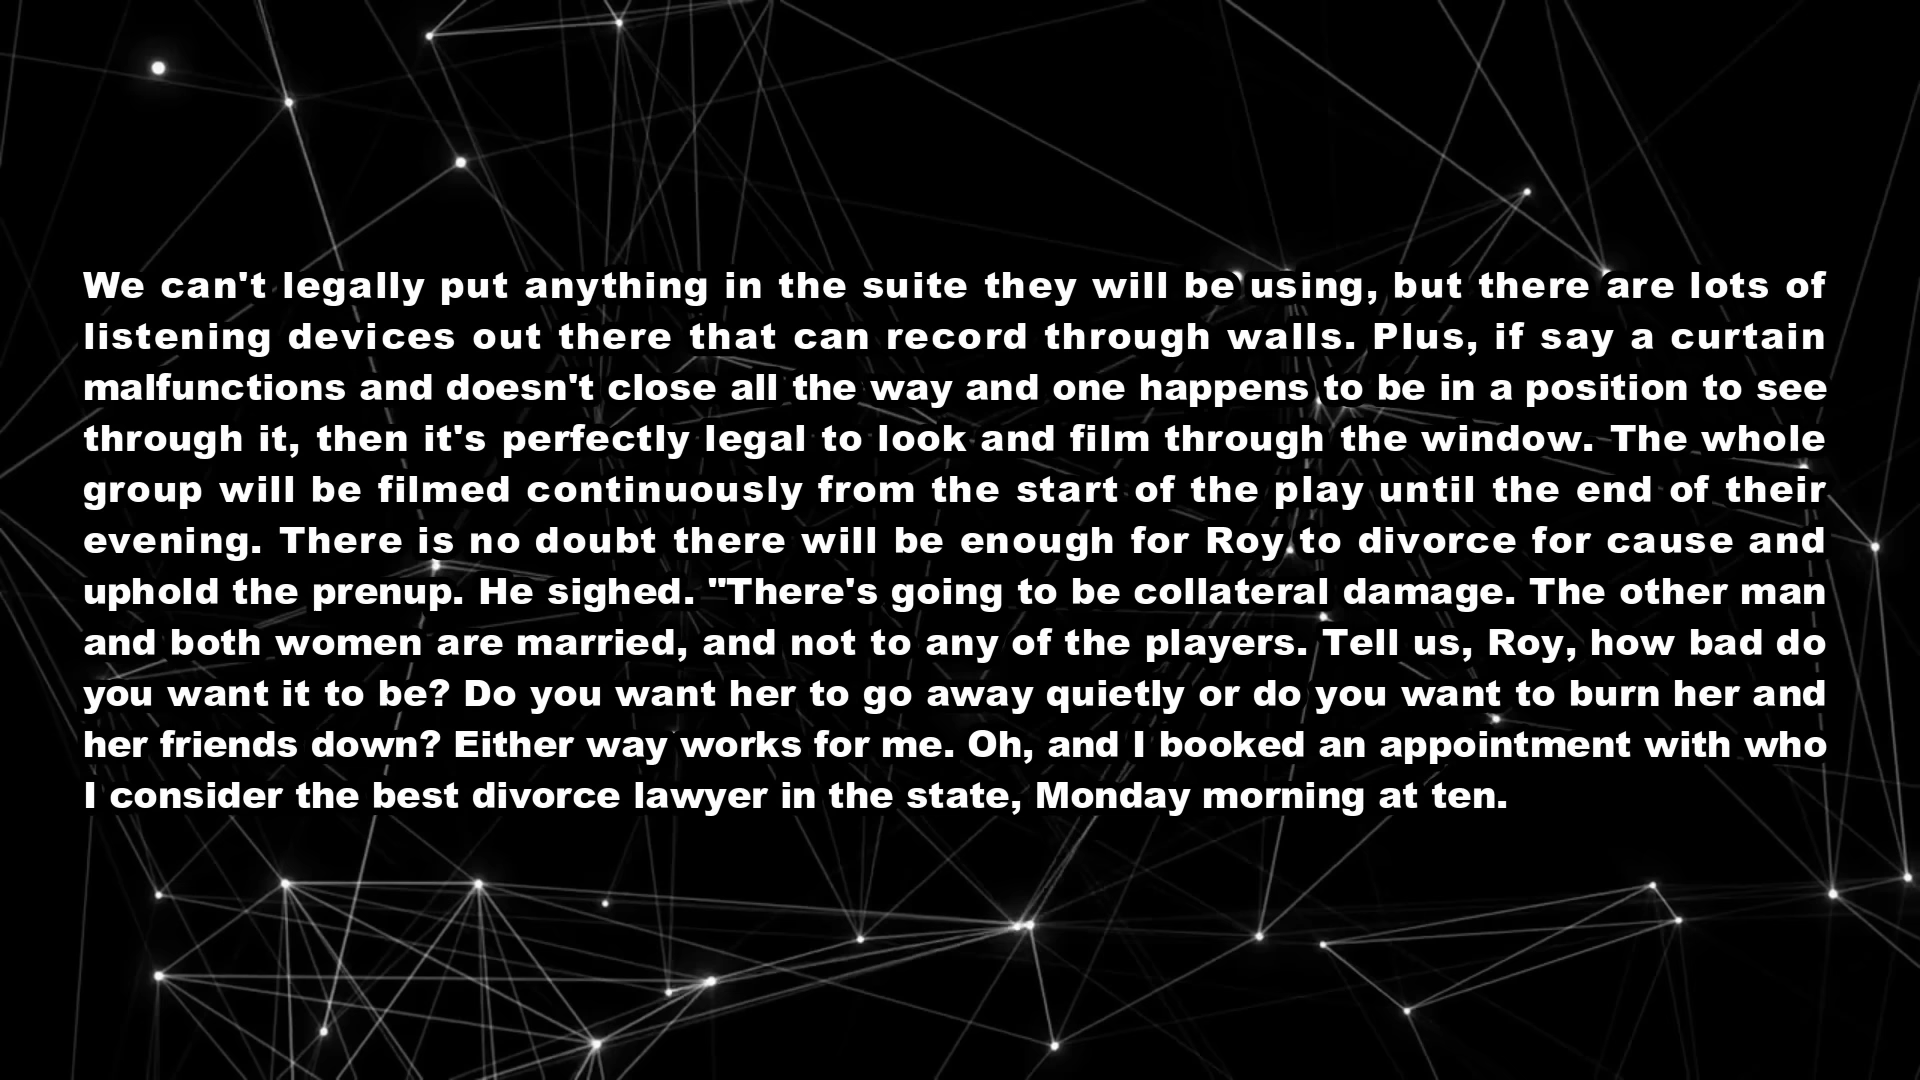 We can't legally put anything in the suite they will be using, but there are lots of
listening devices out there that can record through walls. Plus, if say a curtain
malfunctions and doesn't close all the way and one happens to be in a position to see
through it, then it's perfectly legal to look and film through the window. The whole
group will be filmed continuously from the start of the play until the end of their
evening. There is no doubt there will be enough for Roy to divorce for cause and
uphold the prenup. He sighed. "There's going to be collateral damage. The other man
and both women are married, and not to any of the players. Tell us, Roy, how bad do
you want it to be? Do you want her to go away quietly or do you want to burn her and
her friends down? Either way works for me. Oh, and I booked an appointment with who
I consider the best divorce lawyer in the state, Monday morning at ten.